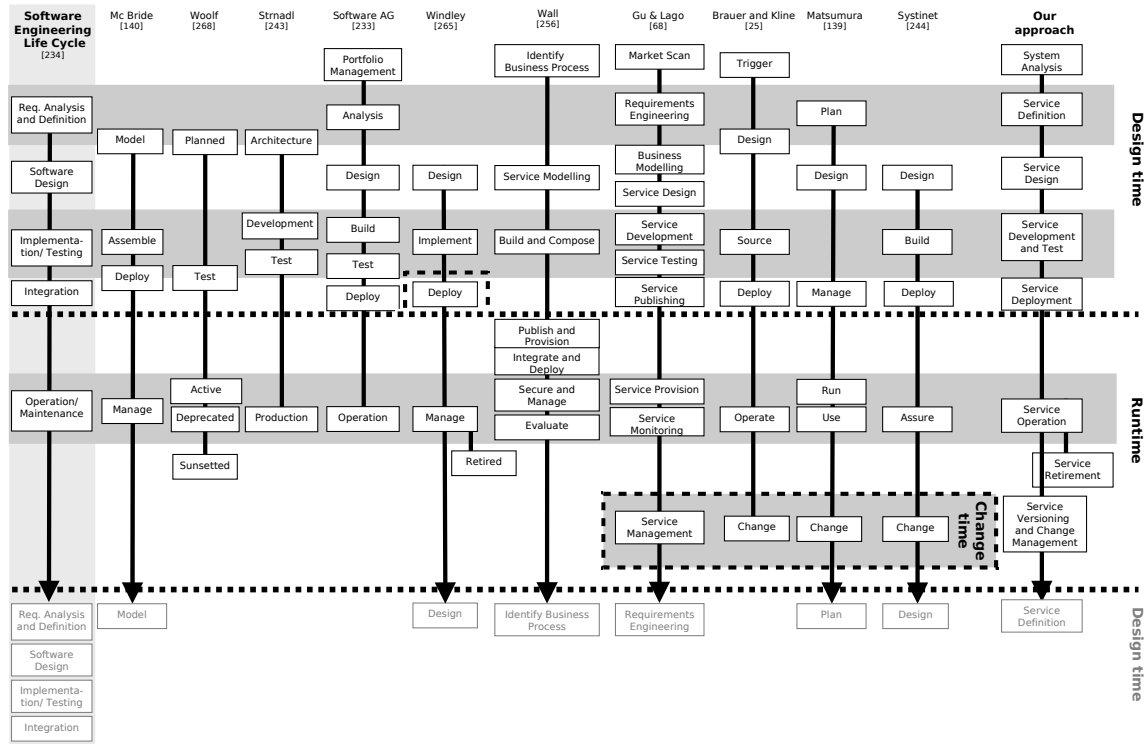 Software
Engineering
Life Cycle
[234]
Mc Bride
[140]
Woolf
[268]
Strnadl
[243]
Software AG
[233]
Windley
[265]
Wall
[256]
Gu & Lago
[68]
Brauer and Kline
[25]
Matsumura
[139]
Systinet
[244]
Our
approach
Portfolio
Management
Identify
Business Process
Market Scan
Trigger
System
Analysis
Req. Analysis
and Definition
Analysis
Requirements
Engineering
Plan
Service
Definition
Model
Planned
Architecture
Design
Business
Modelling
Software
Design
Design
Design
Service Modelling
Service Design
Design
Design
Service
Design
Development
Build
Service
Development
Implementa-
tion/ Testing
Assemble
Test
Implement
Build and Compose
Source
Build
Service
Development
and Test
Deploy
Test
Test
Service Testing
Integration
Deploy
Deploy
Service
Publishing
Deploy
Manage
Deploy
Service
Deployment
Design time
Publish and
Provision
Integrate and
Deploy
Operation/
Maintenance
Manage
Active
Deprecated
Sunsetted
Production
Operation
Manage
Retired
Secure and
Manage
Evaluate
Service Provision
Service
Monitoring
Operate
Run
Use
Assure
Service
Operation
Service
Retirement
Runtime
Service
Management
Change
Change
Change
Change
time
Service
Versioning
and Change
Management
Req. Analysis
and Definition
Model
Design
Identify Business
Process
Requirements
Engineering
Plan
Design
Service
Definition
Software
Design
Implementa-
tion/ Testing
Integration
Design time